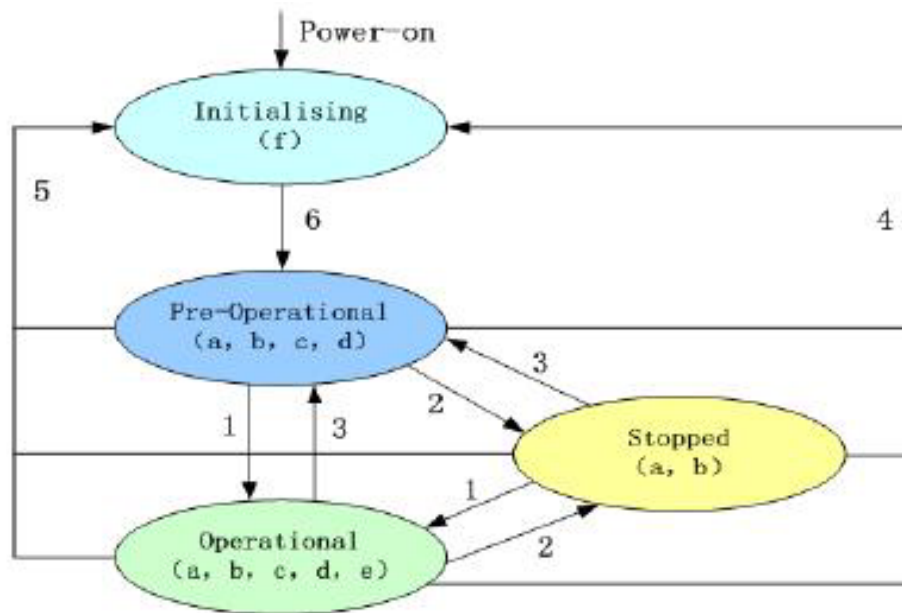 Power-on
Initialising
(f)
5
6
4
Pre-Operational
(a, b, c, d)
3
2
1
3
Stopped
(a, b)
1
Operational
(a, b, c, d, e)
2